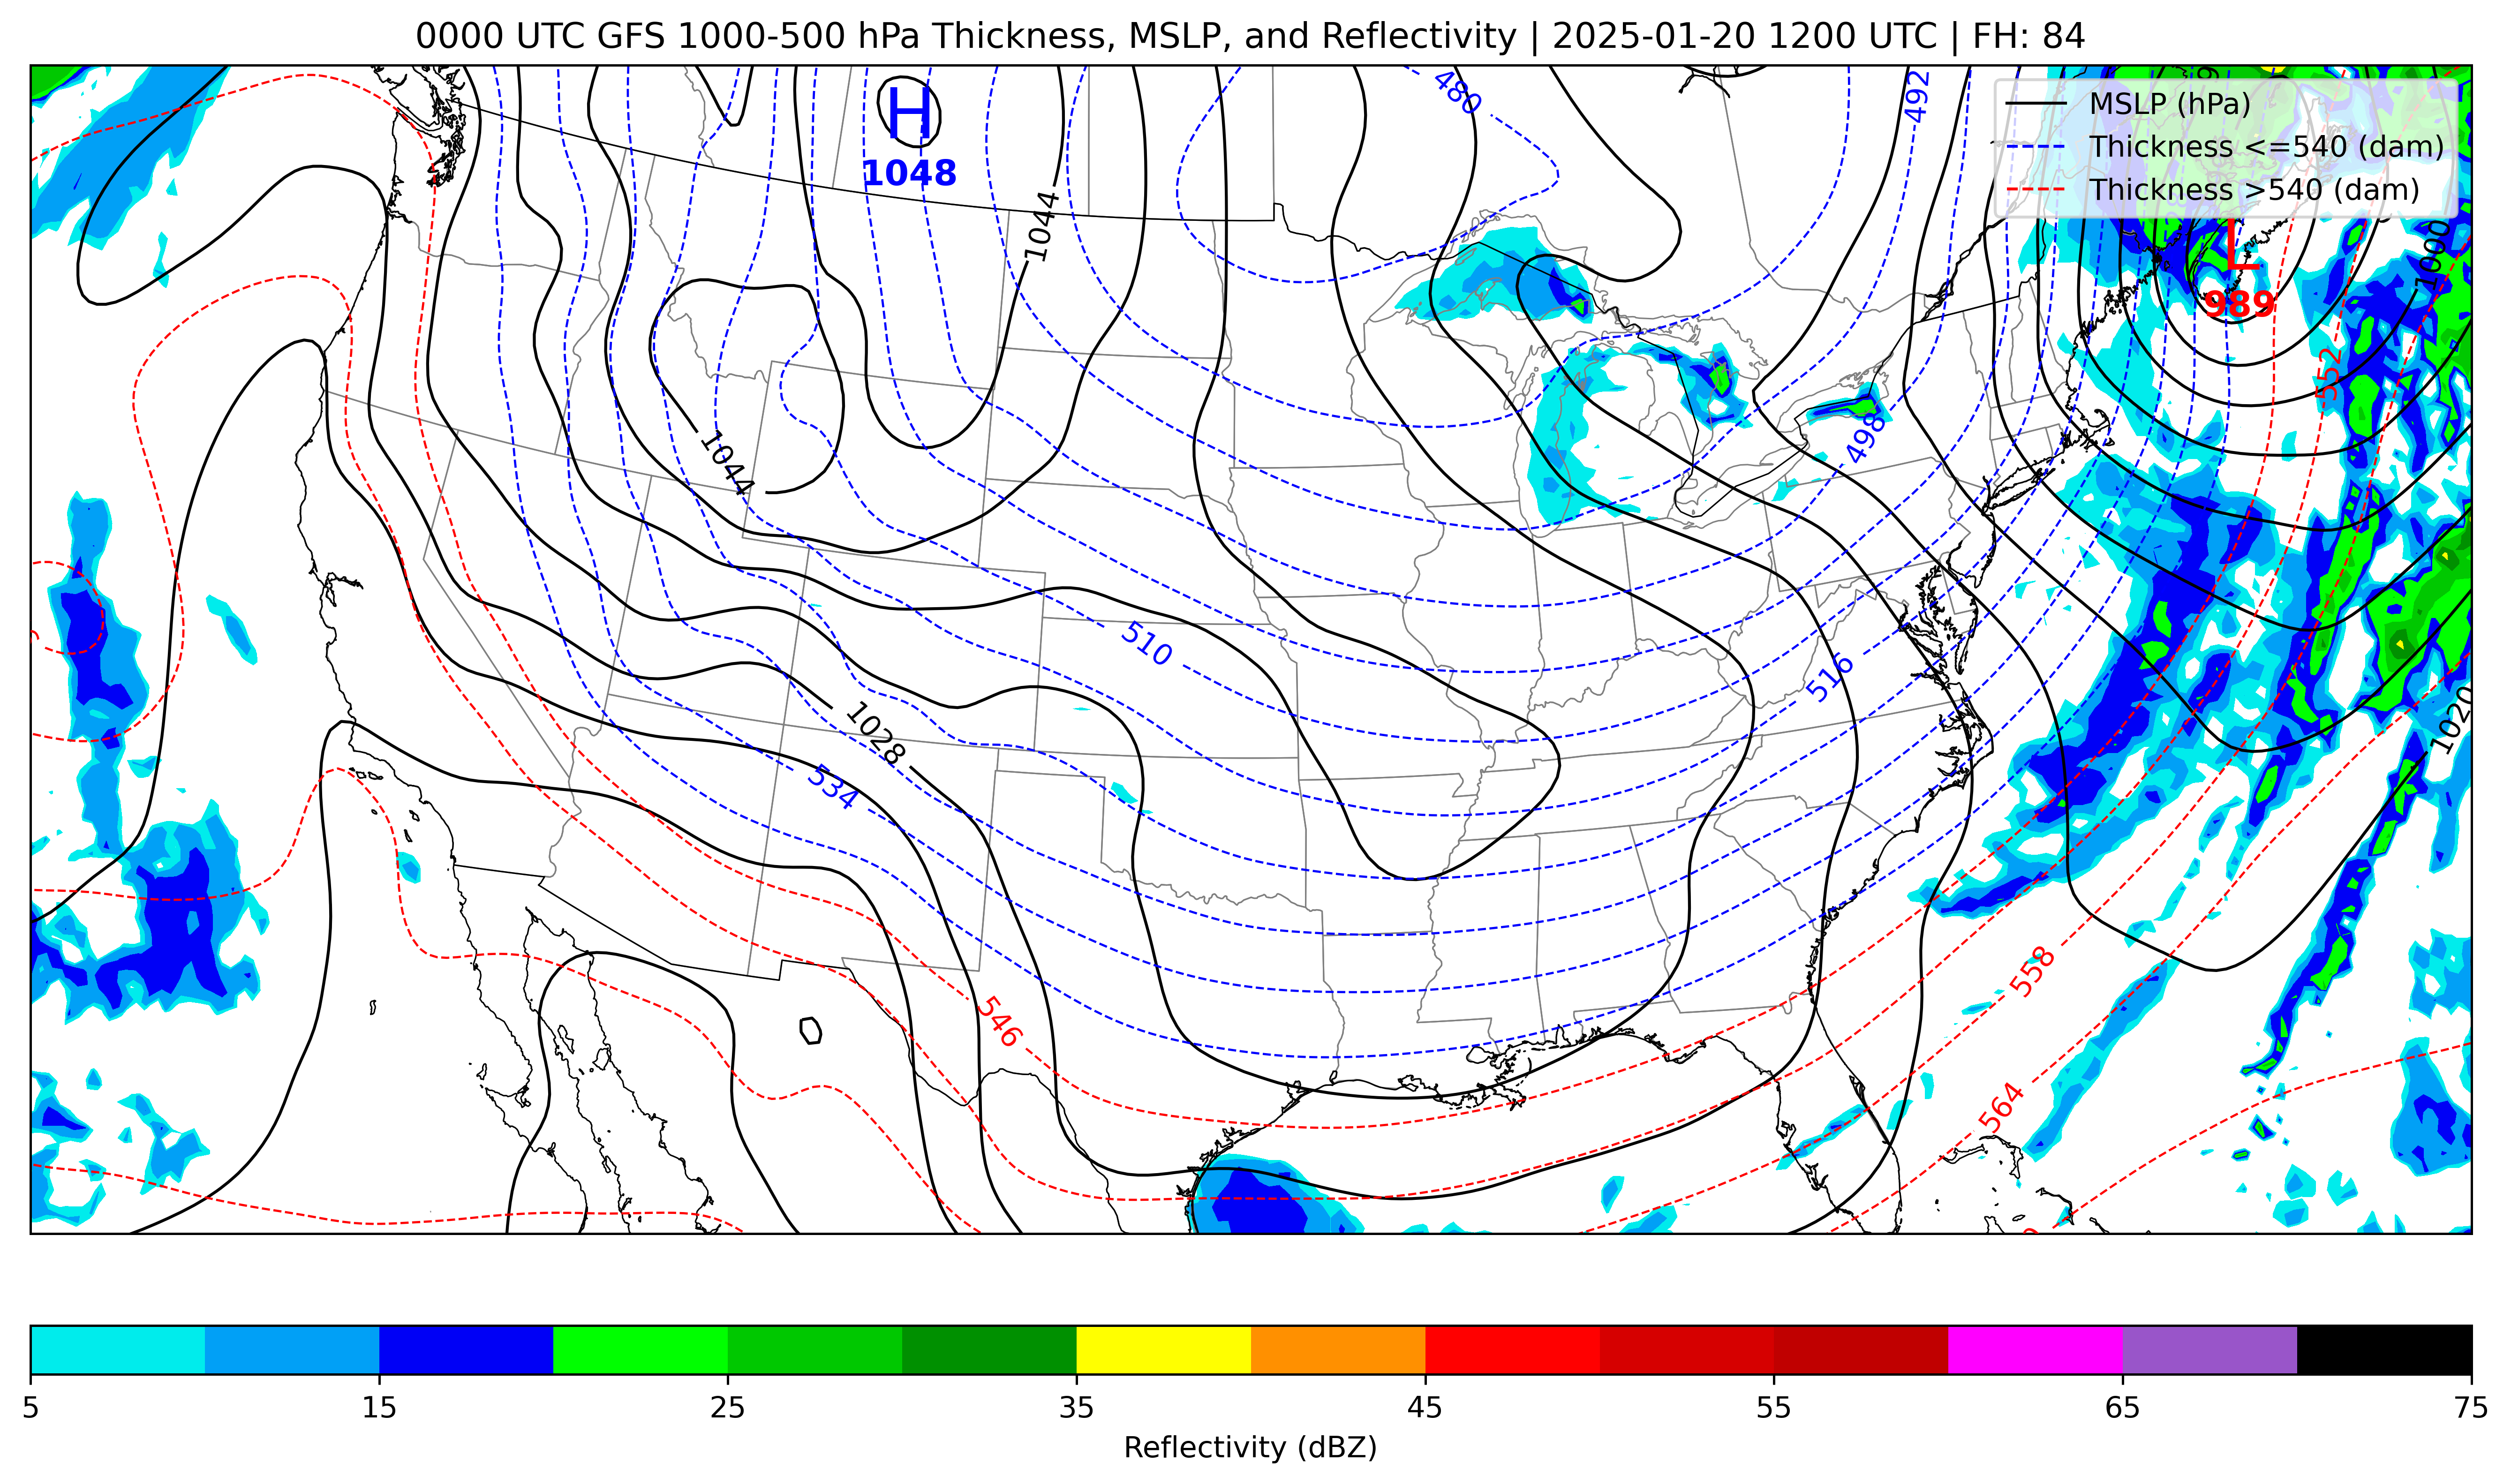 0000 UTC GFS 1000-500 hPa Thickness, MSLP, and Reflectivity | 2025-01-20 1200 UTC | FH: 84
MSLP (hPa)
Thickness <=540 (dam)
Thickness >540 (dam)
H
1048
480
492
L
989
1000
1044
552
1044
498
510
516
1028
1020
534
546
558
564
5 15 25 35 45 55 65 75
Reflectivity (dBZ)